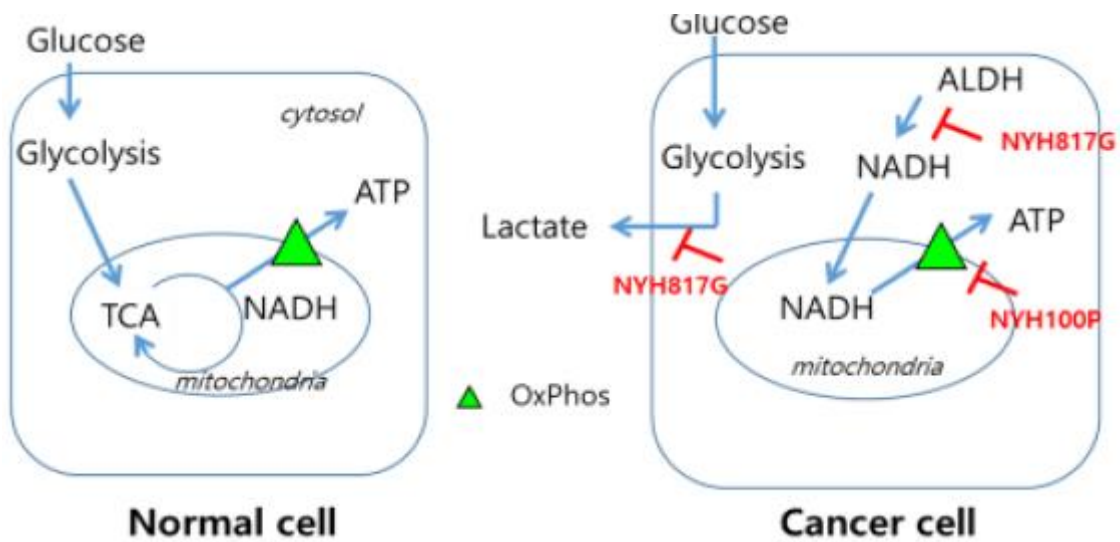 Glucose
cytosol
Glycolysis
ATP
TCA
NADH
mitochondria
Normal cell
OxPhos
Glucose
ALDH
NYH817G
Glycolysis
NADH
Lactate
ATP
NYH817G
NADH
NYH100P
mitochondria
Cancer cell